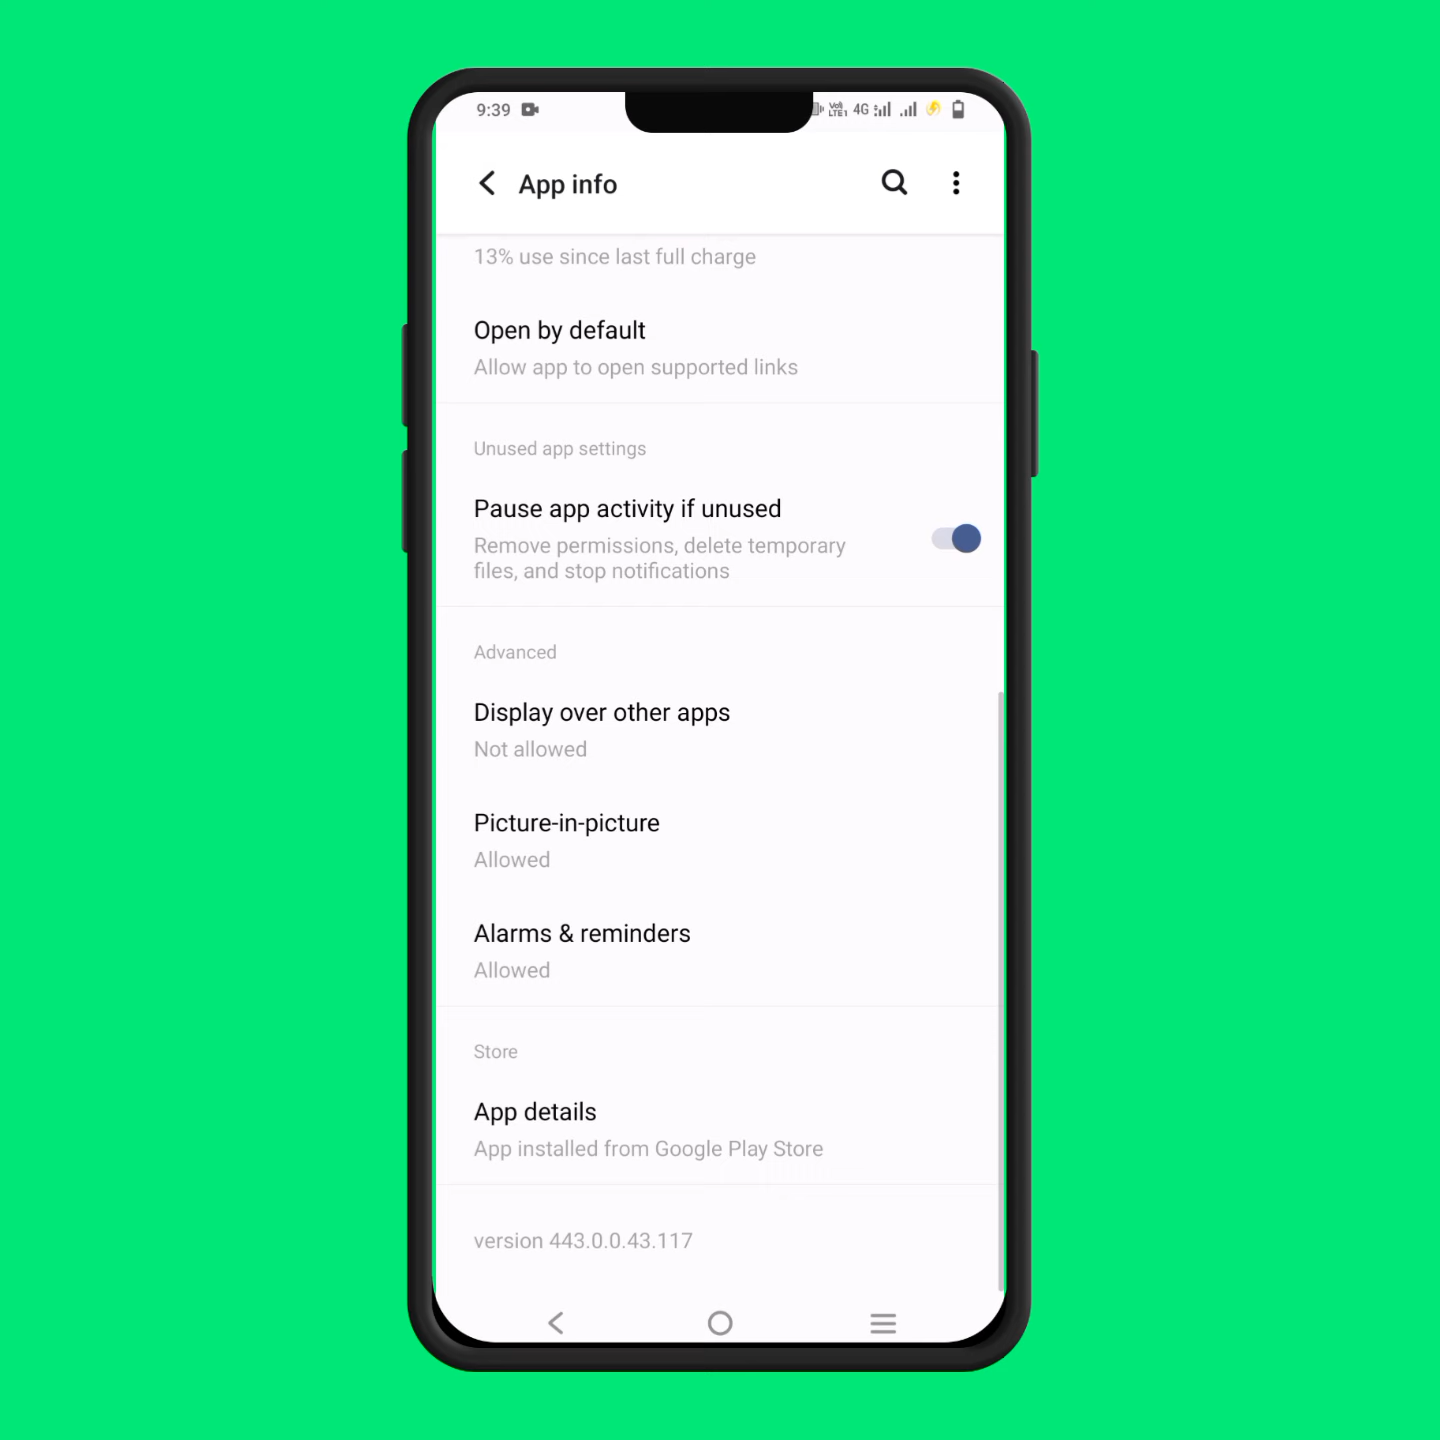 9:39
VoB
LTE1
4G
App info
13% use since last full charge
Open by default
Allow app to open supported links
Unused app settings
Pause app activity if unused
Remove permissions, delete temporary
files, and stop notifications
Advanced
Display over other apps
Not allowed
Picture-in-picture
Allowed
Alarms & reminders
Allowed
Store
App details
App installed from Google Play Store
version 443.0.0.43.117